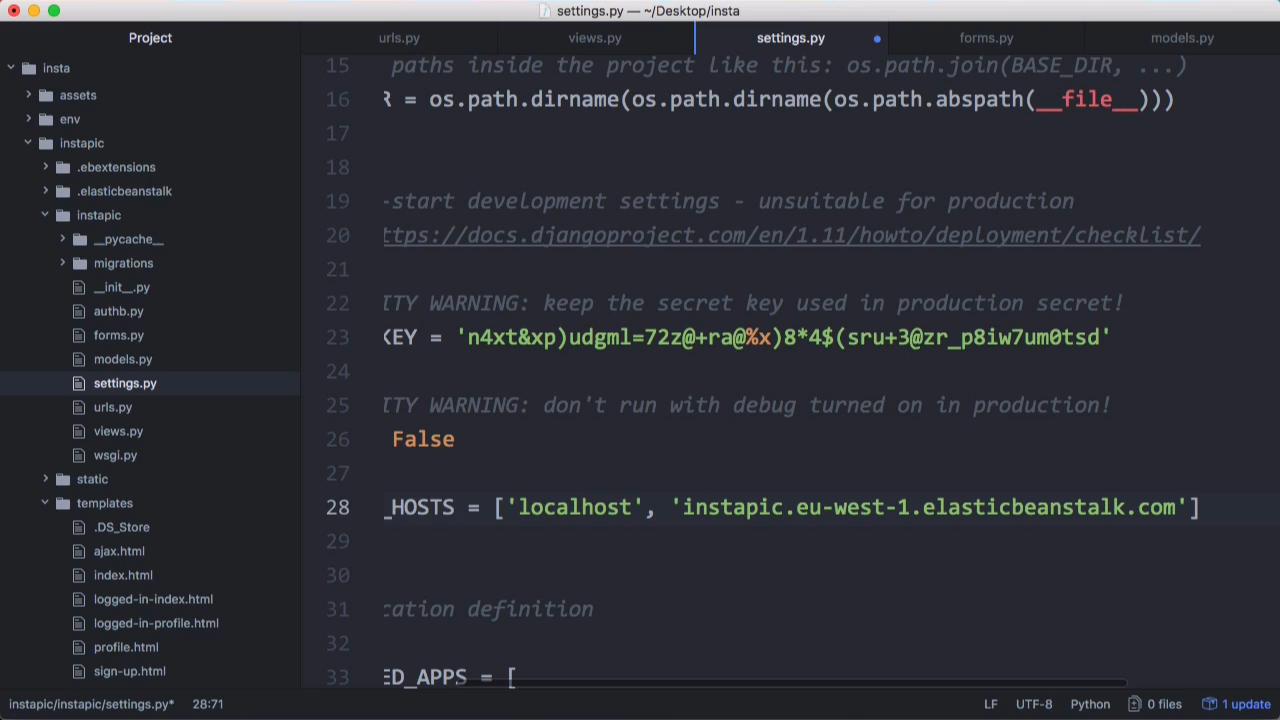 settings.py — ~/Desktop/insta
Project
urls.py
views.py
settings.py
forms.py
models.py
insta
assets
env
instapic
.ebextensions
.elasticbeanstalk
instapic
__pycache__
migrations
__init__.py
authb.py
forms.py
models.py
settings.py
urls.py
views.py
wsgi.py
static
templates
.DS_Store
ajax.html
index.html
logged-in-index.html
logged-in-profile.html
profile.html
sign-up.html
15 paths inside the project like this: os.path.join(BASE_DIR, ...)
16 R = os.path.dirname(os.path.dirname(os.path.abspath(__file__)))
17
18
19 -start development settings - unsuitable for production
20 ttps://docs.djangoproject.com/en/1.11/howto/deployment/checklist/
21
22 ITY WARNING: keep the secret key used in production secret!
23 KEY = 'n4xt&xp)udgml=72z@+ra@%x)8*4$(sru+3@zr_p8iw7um0tsd'
24
25 ITY WARNING: don't run with debug turned on in production!
26 False
27
28 _HOSTS = ['localhost', 'instapic.eu-west-1.elasticbeanstalk.com']
29
30
31 cation definition
32
33 ED_APPS = [
instapic/instapic/settings.py* 28:71
LF UTF-8 Python 0 files 1 update